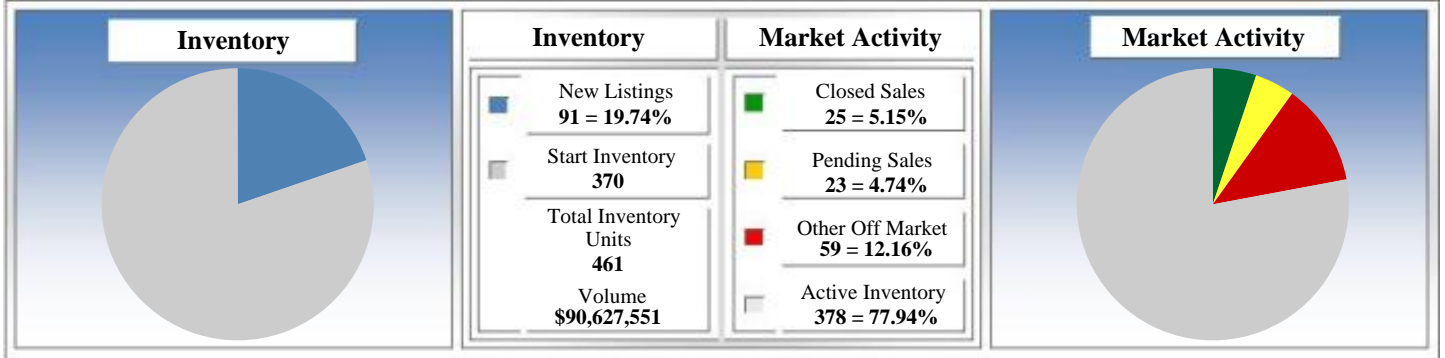 Inventory
Inventory
Market Activity
Market Activity
New Listings
91 = 19.74%
Start Inventory
370
Total Inventory
Units
461
Volume
$90,627,551
Closed Sales
25 = 5.15%
Pending Sales
23 = 4.74%
Other Off Market
59 = 12.16%
Active Inventory
378 = 77.94%